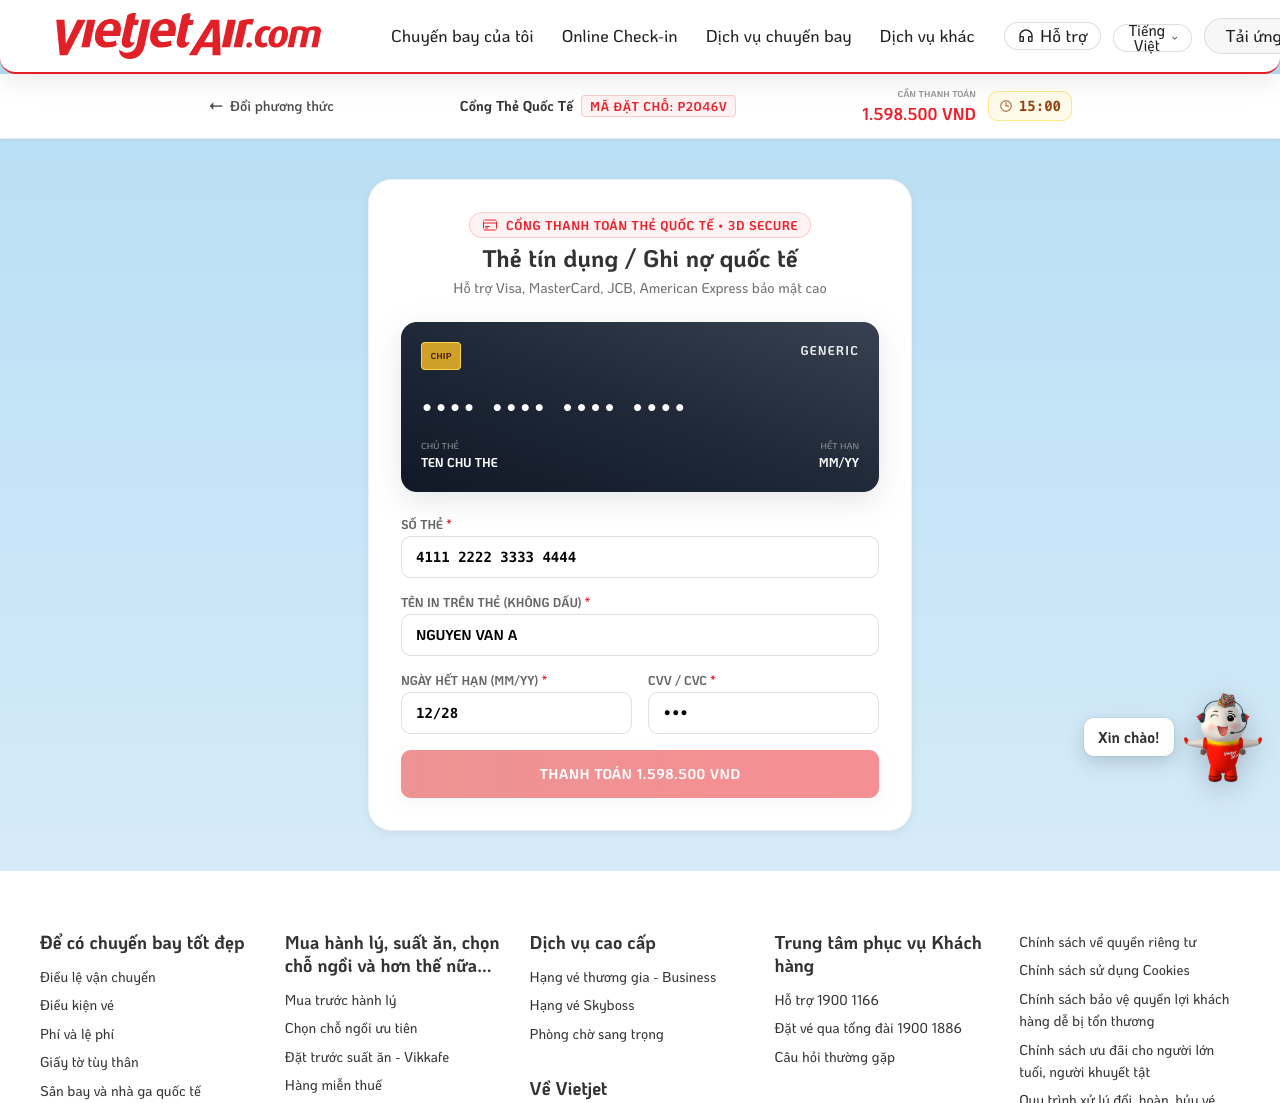 vietjetAir.com
Chuyến bay của tôi
Online Check-in
Dịch vụ chuyến bay
Dịch vụ khác
Hỗ trợ
Tiếng Việt
Tải ứng
← Đổi phương thức
Cổng Thẻ Quốc Tế
MÃ ĐẶT CHỖ: P2O46V
CẦN THANH TOÁN
1.598.500 VND
15:00
CỔNG THANH TOÁN THẺ QUỐC TẾ • 3D SECURE
Thẻ tín dụng / Ghi nợ quốc tế
Hỗ trợ Visa, MasterCard, JCB, American Express bảo mật cao
CHIP
GENERIC
•••• •••• •••• ••••
CHỦ THẺ
TEN CHU THE
HẾT HẠN
MM/YY
SỐ THẺ *
4111 2222 3333 4444
TÊN IN TRÊN THẺ (KHÔNG DẤU) *
NGUYEN VAN A
NGÀY HẾT HẠN (MM/YY) *
12/28
CVV / CVC *
•••
THANH TOÁN 1.598.500 VND
Xin chào!
Để có chuyến bay tốt đẹp
Điều lệ vận chuyển
Điều kiện vé
Phí và lệ phí
Giấy tờ tùy thân
Sân bay và nhà ga quốc tế
Mua hành lý, suất ăn, chọn
chỗ ngồi và hơn thế nữa...
Mua trước hành lý
Chọn chỗ ngồi ưu tiên
Đặt trước suất ăn - Vikkafe
Hàng miễn thuế
Dịch vụ cao cấp
Hạng vé thương gia - Business
Hạng vé Skyboss
Phòng chờ sang trọng
Về Vietjet
Trung tâm phục vụ Khách
hàng
Hỗ trợ 1900 1166
Đặt vé qua tổng đài 1900 1886
Câu hỏi thường gặp
Chính sách về quyền riêng tư
Chính sách sử dụng Cookies
Chính sách bảo vệ quyền lợi khách
hàng dễ bị tổn thương
Chính sách ưu đãi cho người lớn
tuổi, người khuyết tật
Quy trình xử lý đổi, hoàn, hủy vé